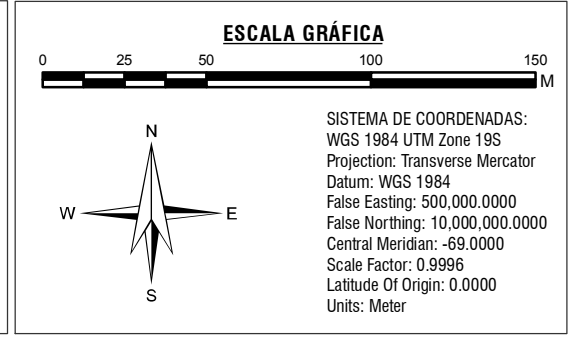 ESCALA GRÁFICA
0 25 50 100 150
M
N
W E
S
SISTEMA DE COORDENADAS:
WGS 1984 UTM Zone 19S
Projection: Transverse Mercator
Datum: WGS 1984
False Easting: 500,000.0000
False Northing: 10,000,000.0000
Central Meridian: -69.0000
Scale Factor: 0.9996
Latitude Of Origin: 0.0000
Units: Meter